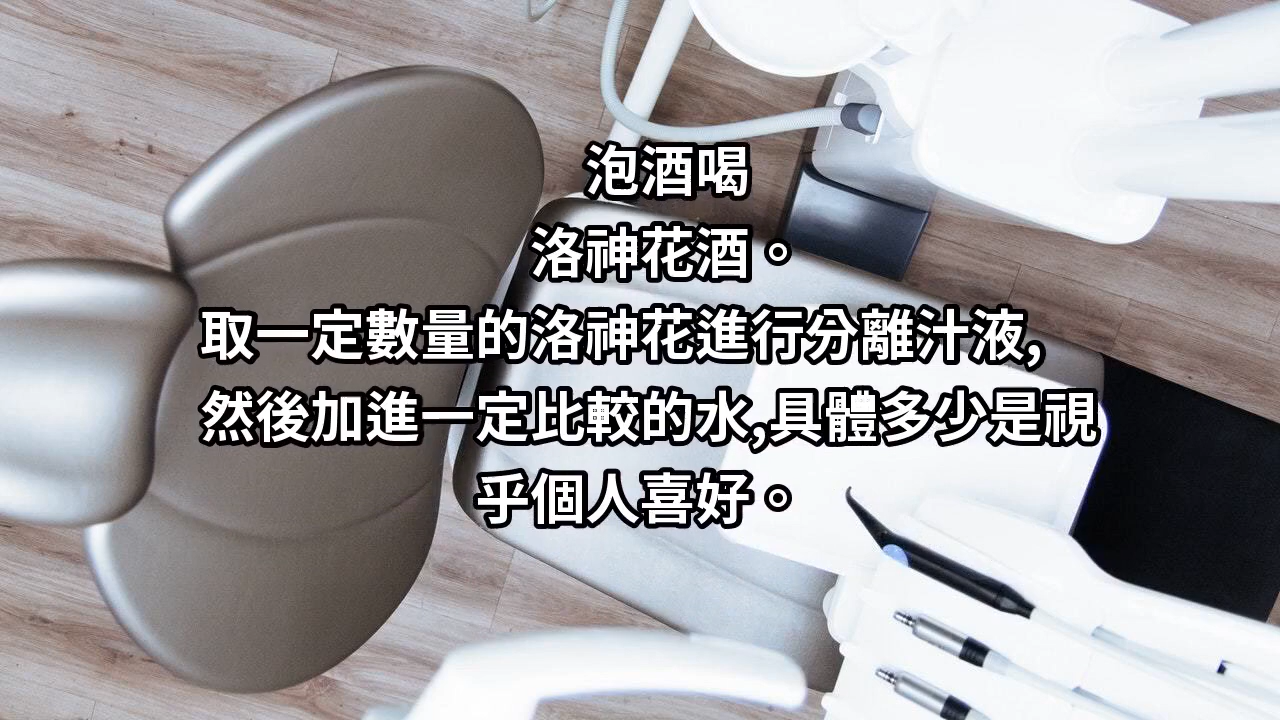 泡酒喝
洛神花酒。
取一定數量的洛神花進行分離汁液,
然後加進一定比較的水,具體多少是視
乎個人喜好。